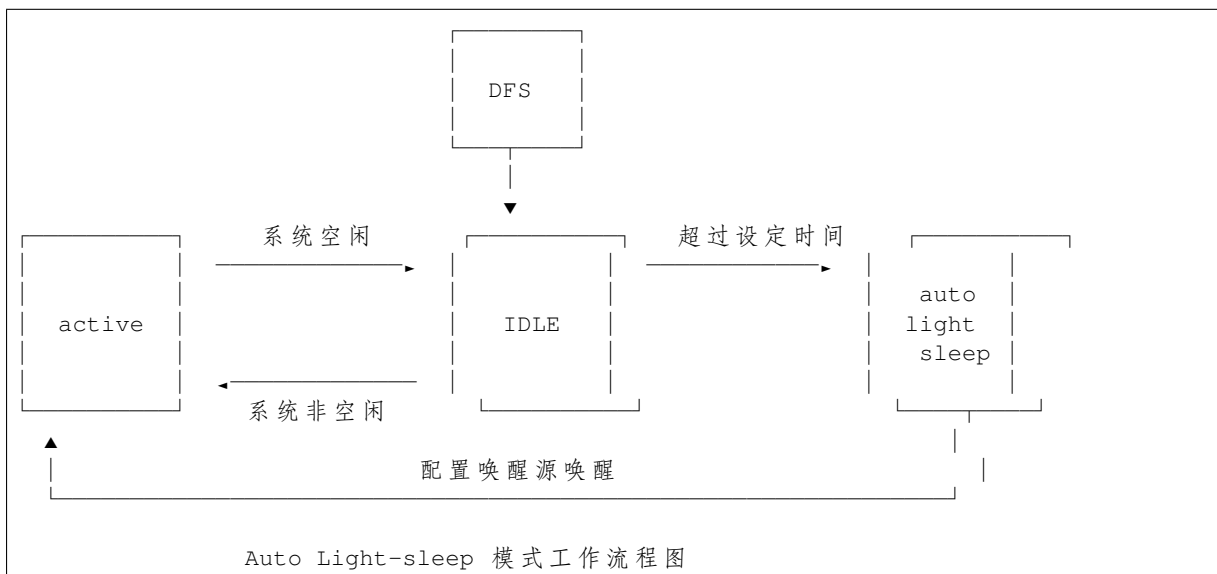 DFS
系统空闲
超过设定时间
active
IDLE
auto
light
sleep
系统非空闲
配置唤醒源唤醒
Auto Light-sleep 模式工作流程图